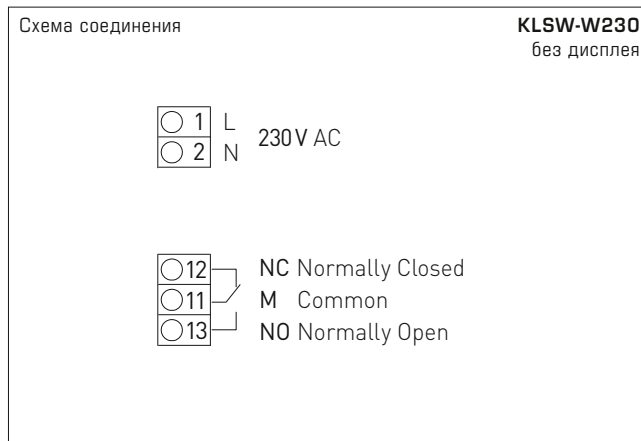 Схема соединения
KLSW-W230
без дисплея
1 L
230 V AC
2 N
12 NC Normally Closed
11 M Common
13 NO Normally Open